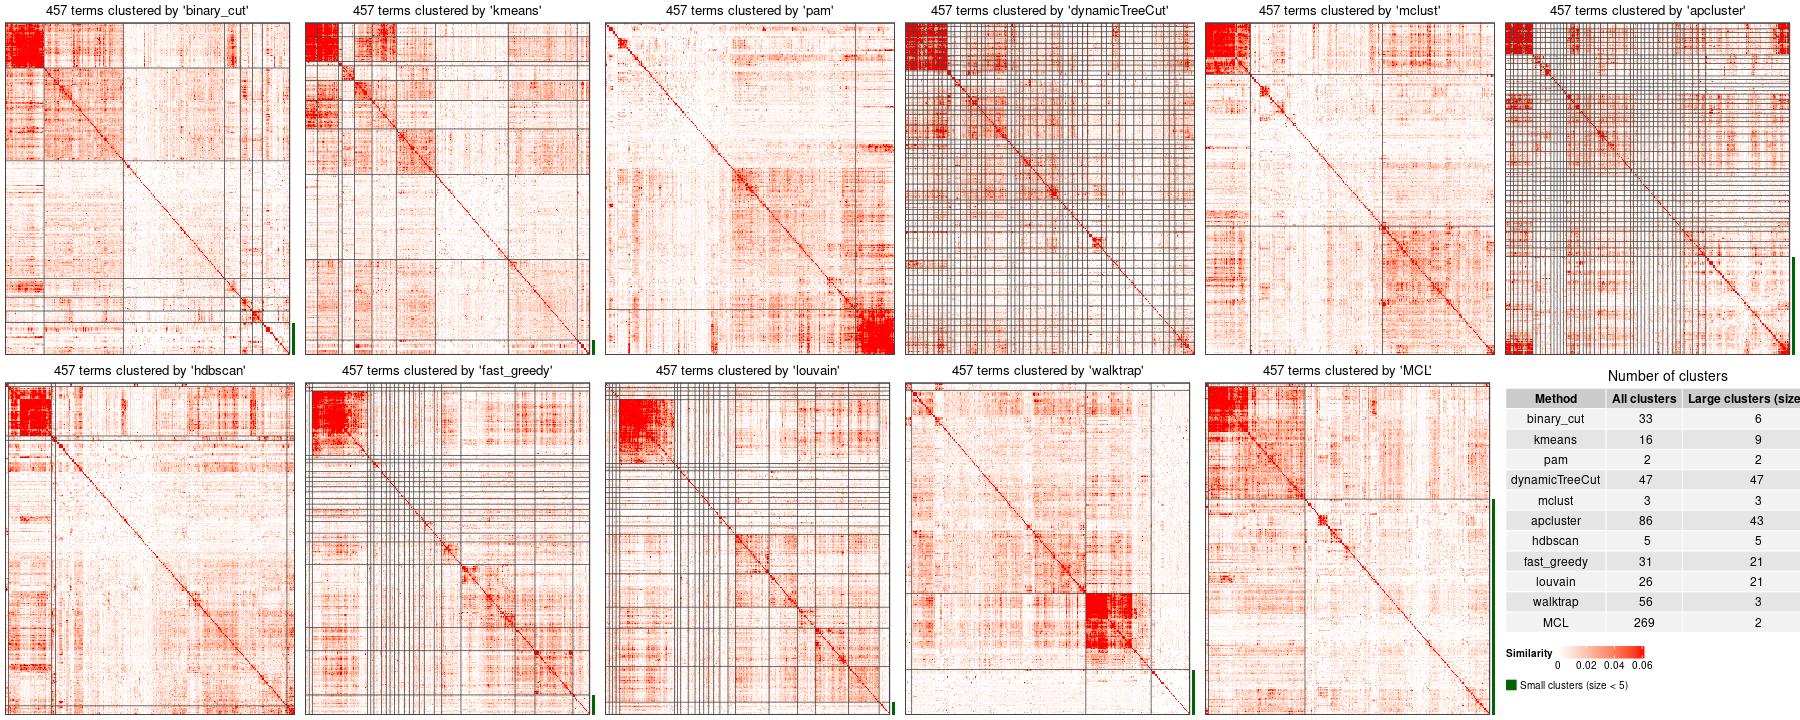 457 terms clustered by 'binary_cut'
457 terms clustered by 'kmeans'
457 terms clustered by 'pam'
457 terms clustered by 'dynamicTreeCut'
457 terms clustered by 'mclust'
457 terms clustered by 'apcluster'
457 terms clustered by 'hdbscan'
457 terms clustered by 'fast_greedy'
457 terms clustered by 'louvain'
457 terms clustered by 'walktrap'
457 terms clustered by 'MCL'
Number of clusters
Method All clusters Large clusters (size
binary_cut 33 6
kmeans 16 9
pam 2 2
dynamicTreeCut 47 47
mclust 3 3
apcluster 86 43
hdbscan 5 5
fast_greedy 31 21
louvain 26 21
walktrap 56 3
MCL 269 2
Similarity
0 0.02 0.04 0.06
Small clusters (size < 5)